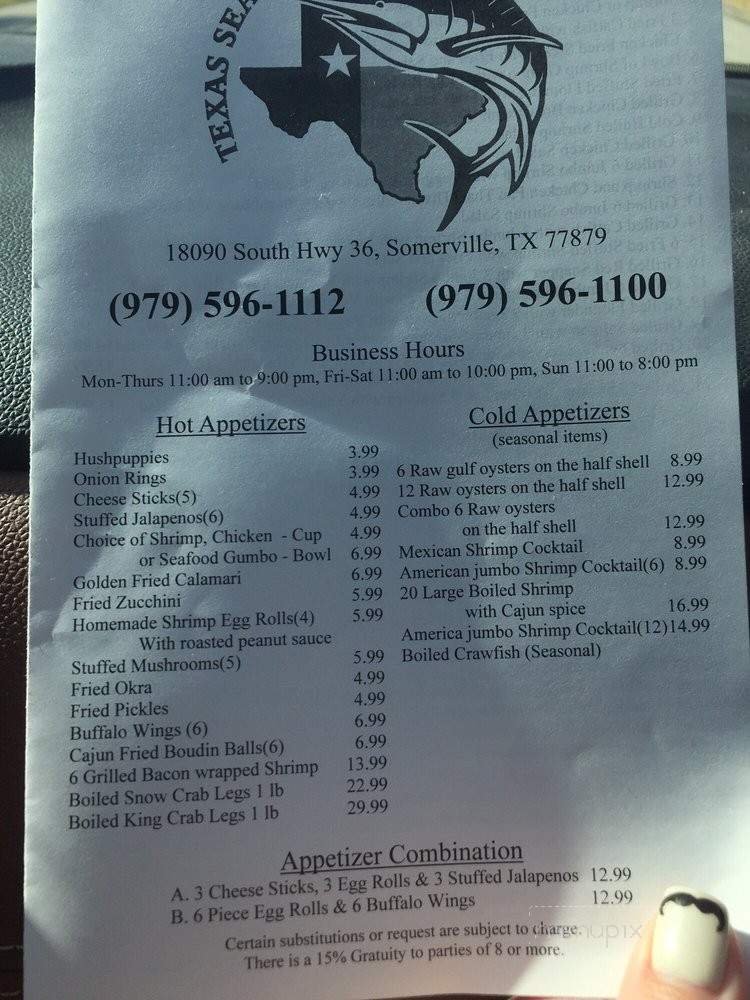 TEXAS SEA
18090 South Hwy 36, Somerville, TX 77879
(979) 596-1112 (979) 596-1100
Business Hours
Mon-Thurs 11:00 am to 9:00 pm, Fri-Sat 11:00 am to 10:00 pm, Sun 11:00 to 8:00 pm
Hot Appetizers
Hushpuppies 3.99
Onion Rings 3.99
Cheese Sticks(5) 4.99
Stuffed Jalapenos(6) 4.99
Choice of Shrimp, Chicken - Cup 4.99
or Seafood Gumbo - Bowl 6.99
Golden Fried Calamari 6.99
Fried Zucchini 5.99
Homemade Shrimp Egg Rolls(4) 5.99
With roasted peanut sauce
Stuffed Mushrooms(5) 5.99
Fried Okra 4.99
Fried Pickles 4.99
Buffalo Wings (6) 6.99
Cajun Fried Boudin Balls(6) 6.99
6 Grilled Bacon wrapped Shrimp 13.99
Boiled Snow Crab Legs 1 lb 22.99
Boiled King Crab Legs 1 lb 29.99
Cold Appetizers
(seasonal items)
6 Raw gulf oysters on the half shell 8.99
12 Raw oysters on the half shell 12.99
Combo 6 Raw oysters
on the half shell 12.99
Mexican Shrimp Cocktail 8.99
American jumbo Shrimp Cocktail(6) 8.99
20 Large Boiled Shrimp
with Cajun spice 16.99
America jumbo Shrimp Cocktail(12) 14.99
Boiled Crawfish (Seasonal)
Appetizer Combination
A. 3 Cheese Sticks, 3 Egg Rolls & 3 Stuffed Jalapenos 12.99
B. 6 Piece Egg Rolls & 6 Buffalo Wings 12.99
Certain substitutions or request are subject to charge.
There is a 15% Gratuity to parties of 8 or more.